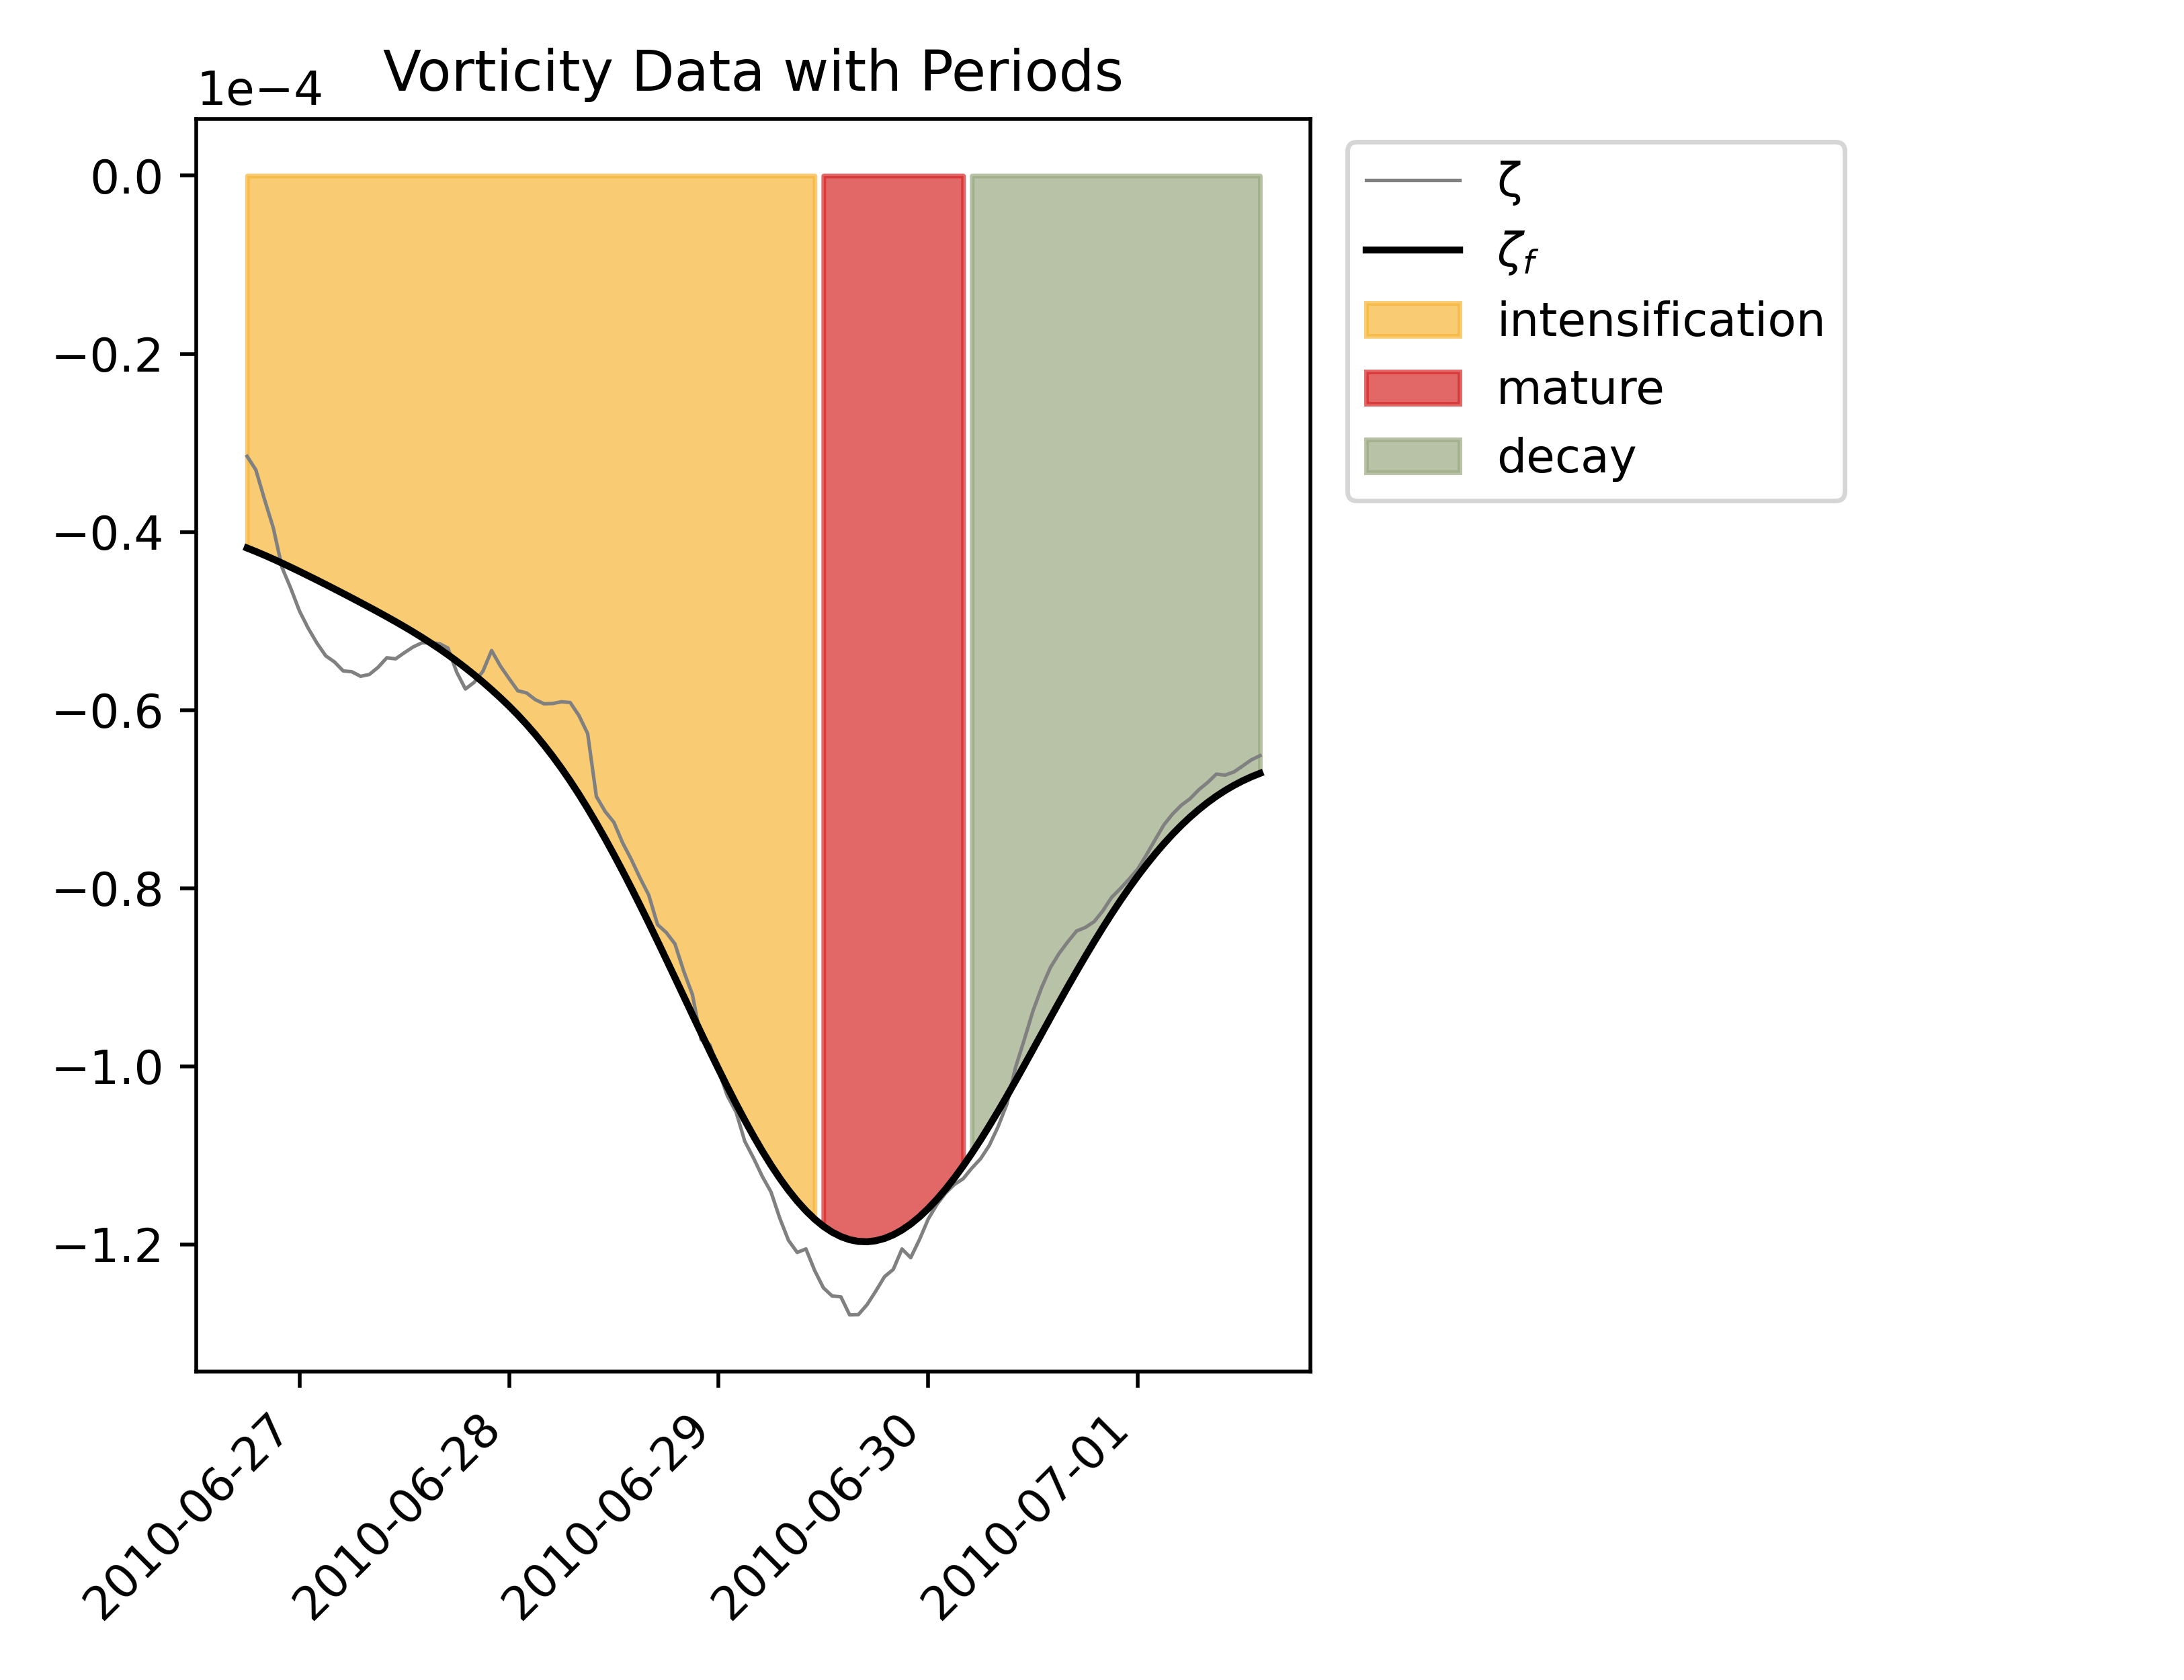 Vorticity Data with Periods
1e−4
0.0
−0.2
−0.4
−0.6
−0.8
−1.0
−1.2
2010-06-27
2010-06-28
2010-06-29
2010-06-30
2010-07-01
ζ
ζf
intensification
mature
decay